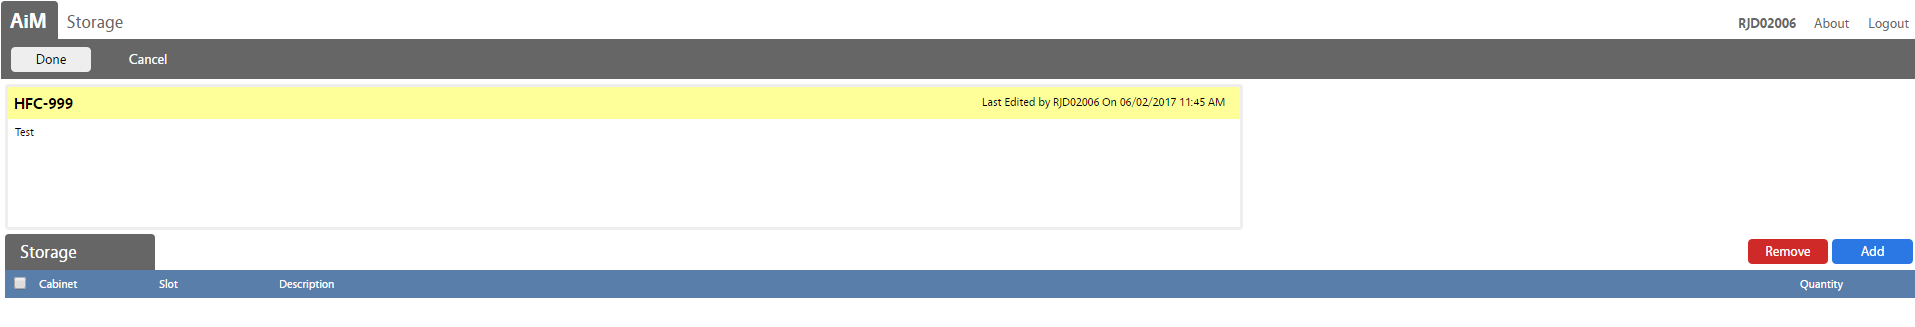 AiM Storage RJD02006 About Logout
Done Cancel
HFC-999 Last Edited by RJD02006 On 06/02/2017 11:45 AM
Test
Storage Remove Add
Cabinet Slot Description Quantity